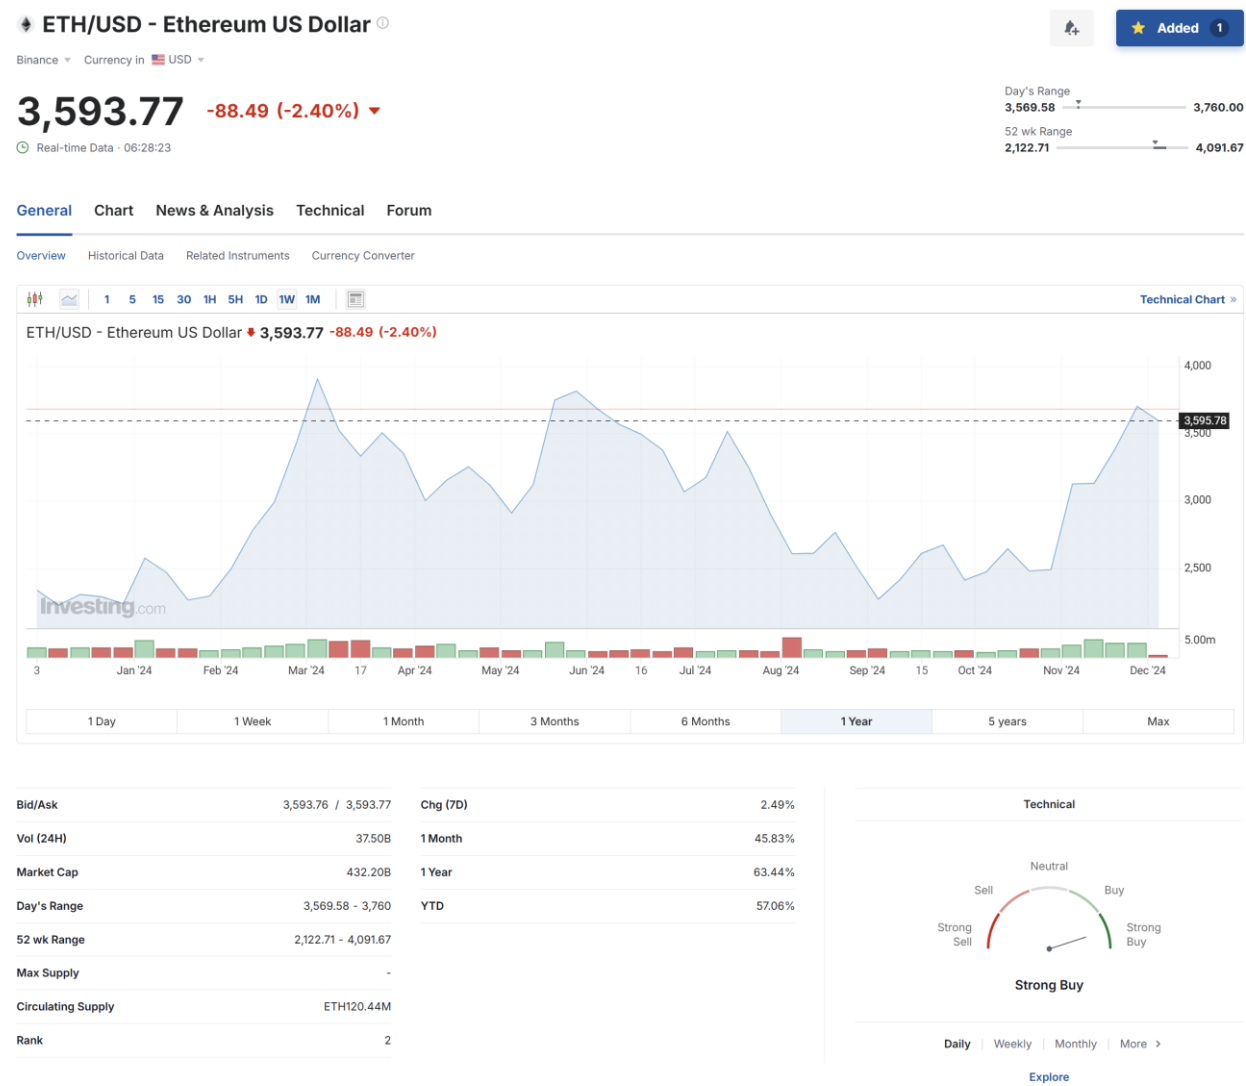 ETH/USD - Ethereum US Dollar
Added 1
Binance Currency in USD
3,593.77 -88.49 (-2.40%)
Real-time Data · 06:28:23
Day's Range
3,569.58 3,760.00
52 wk Range
2,122.71 4,091.67
General Chart News & Analysis Technical Forum
Overview Historical Data Related Instruments Currency Converter
1 5 15 30 1H 5H 1D 1W 1M
Technical Chart »
ETH/USD - Ethereum US Dollar 3,593.77 -88.49 (-2.40%)
4,000
3,595.78
3,500
3,000
2,500
Investing.com
5.00m
3 Jan '24 Feb '24 Mar '24 17 Apr '24 May '24 Jun '24 16 Jul '24 Aug '24 Sep '24 15 Oct '24 Nov '24 Dec '24
1 Day 1 Week 1 Month 3 Months 6 Months 1 Year 5 years Max
Bid/Ask 3,593.76 / 3,593.77
Vol (24H) 37.50B
Market Cap 432.20B
Day's Range 3,569.58 - 3,760
52 wk Range 2,122.71 - 4,091.67
Max Supply -
Circulating Supply ETH120.44M
Rank 2
Chg (7D) 2.49%
1 Month 45.83%
1 Year 63.44%
YTD 57.06%
Technical
Neutral
Sell Buy
Strong Sell
Strong Buy
Strong Buy
Daily Weekly Monthly More
Explore